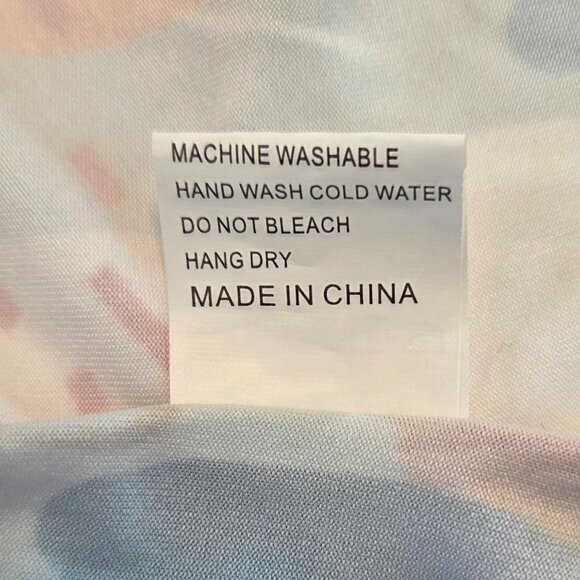 MACHINE WASHABLE
HAND WASH COLD WATER
DO NOT BLEACH
HANG DRY
MADE IN CHINA